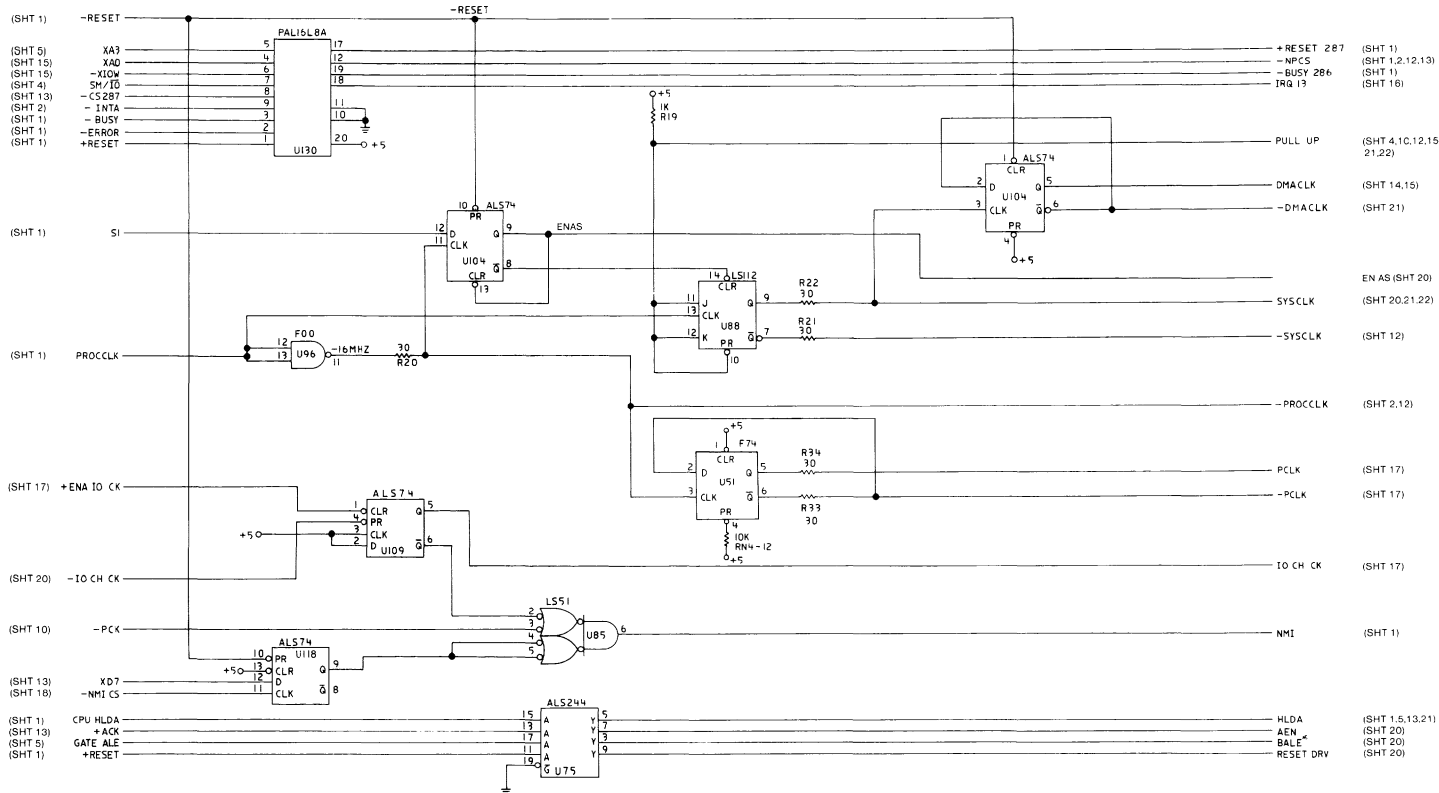 (SHT 1) -RESET
-RESET
PAL16L8A
(SHT 5) XA3 5 17 +RESET 287 (SHT 1)
(SHT 15) XA0 4 12 -NPCS (SHT 1,2,12,13)
(SHT 15) -XIOW 6 19 -BUSY 286 (SHT 1)
(SHT 4) SM/IO 7 18 IRQ 13 (SHT 16)
(SHT 13) -CS287 8
(SHT 2) -INTA 9 11
(SHT 1) -BUSY 3 10
(SHT 1) -ERROR 2
(SHT 1) +RESET 1 20 +5
U130
+5
1K
R19
PULL UP (SHT 4,1C,12,15
21,22)
1 ALS74
CLR
U104
2 D Q 5 DMACLK (SHT 14,15)
3 CLK Q 6 -DMACLK (SHT 21)
PR
4
+5
10 ALS74
PR
(SHT 1) S1 12 D Q 9 ENAS
11 CLK
U104 Q 8
CLR
13
EN AS (SHT 20)
14 LS112
CLR
11 J Q 9 R22 30 SYSCLK (SHT 20,21,22)
13 CLK
U88
12 K Q 7 R21 30 -SYSCLK (SHT 12)
PR
10
F00
(SHT 1) PROCCLK 12 13 U96 11 -16MHZ 30 R20
-PROCCLK (SHT 2,12)
+5
1 F74
CLR
2 D Q 5 R34 30 PCLK (SHT 17)
U51
3 CLK Q 6 R33 30 -PCLK (SHT 17)
PR
4
10K
RN4-12
+5
(SHT 17) +ENA IO CK
ALS74
1 CLR Q 5
4 PR
+5 3 CLK
2 D Q 6
U109
IO CH CK (SHT 17)
(SHT 20) -IO CH CK
LS51
2
(SHT 10) -PCK 3
4
5
U85 6 NMI (SHT 1)
ALS74
U118
10 PR
+5 13 CLR Q 9
(SHT 13) XD7 12 D
(SHT 18) -NMI CS 11 CLK Q 8
ALS244
(SHT 1) CPU HLDA 15 A Y 5 HLDA (SHT 1,5,13,21)
(SHT 13) +ACK 13 A Y 7 AEN (SHT 20)
(SHT 5) GATE ALE 17 A Y 3 BALE (SHT 20)
(SHT 1) +RESET 11 A Y 9 RESET DRV (SHT 20)
19 G
U75